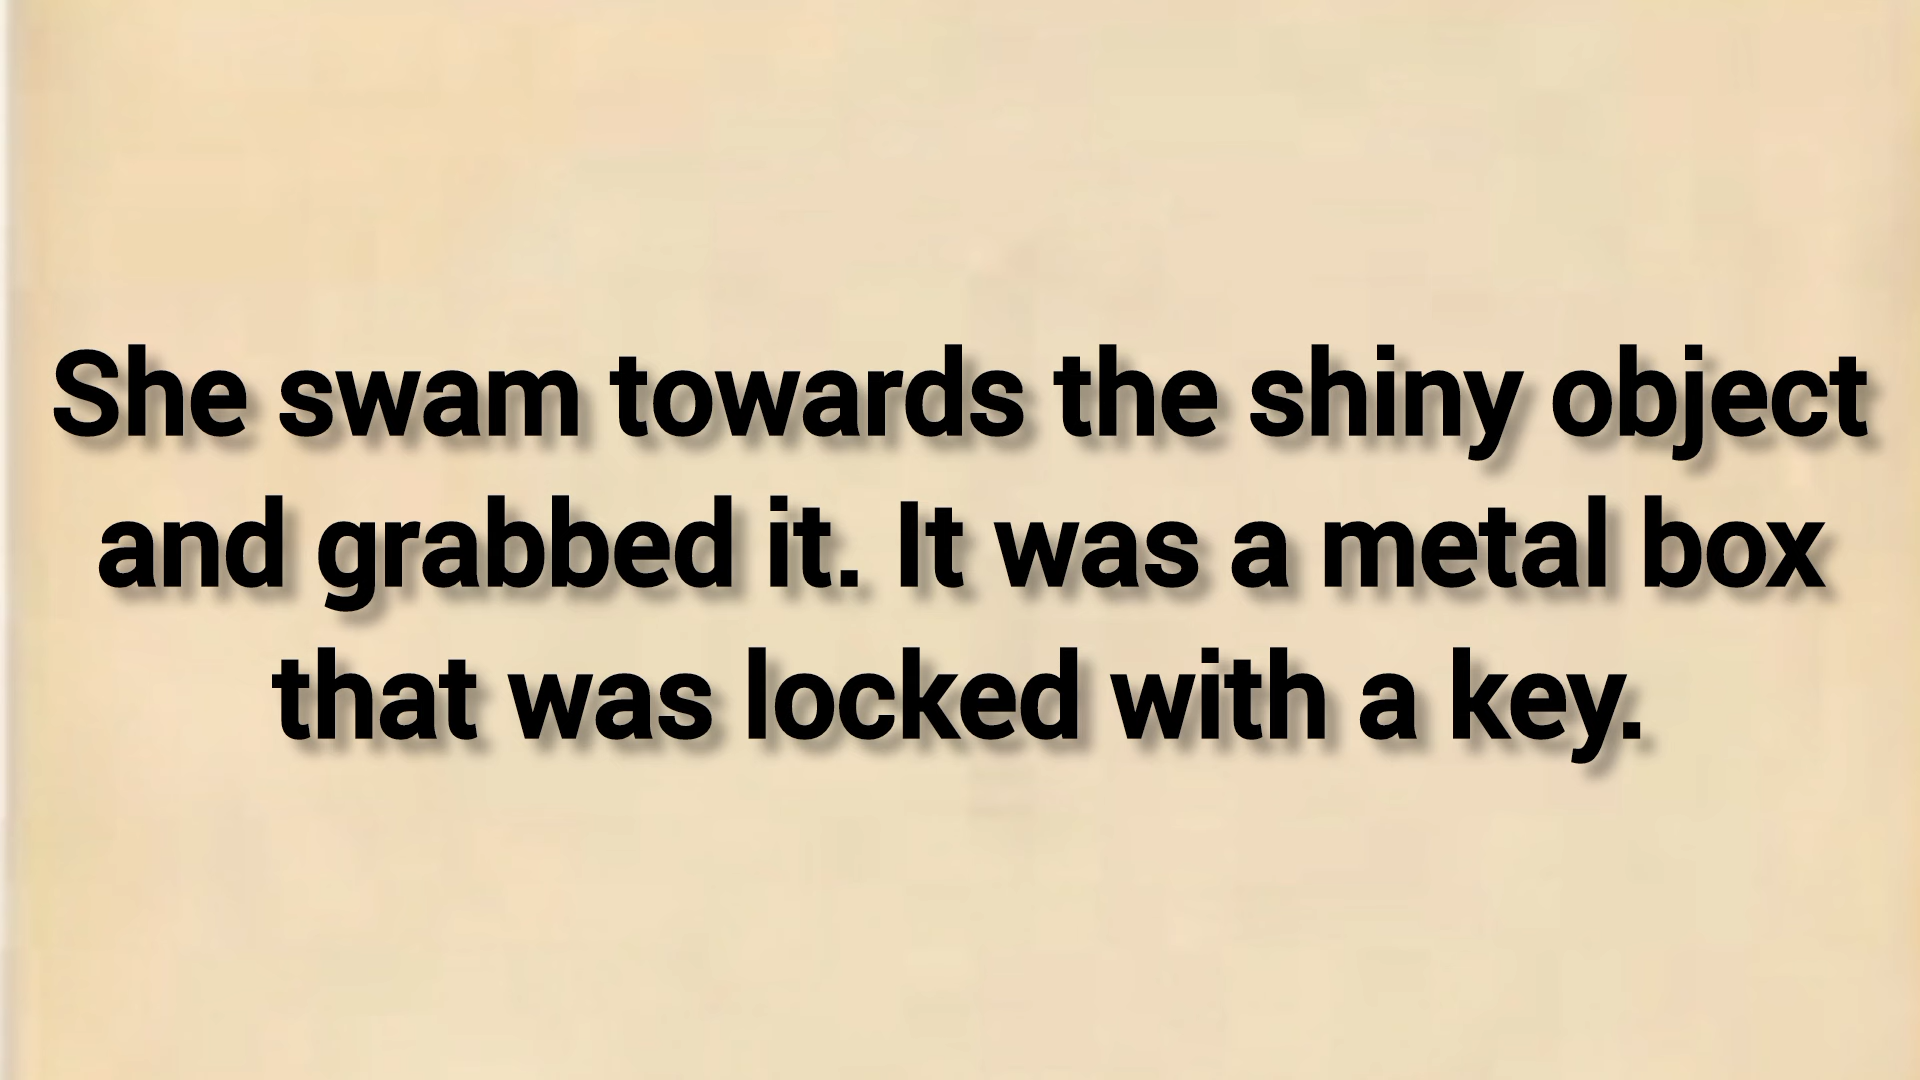 She swam towards the shiny object
and grabbed it. It was a metal box
that was locked with a key.